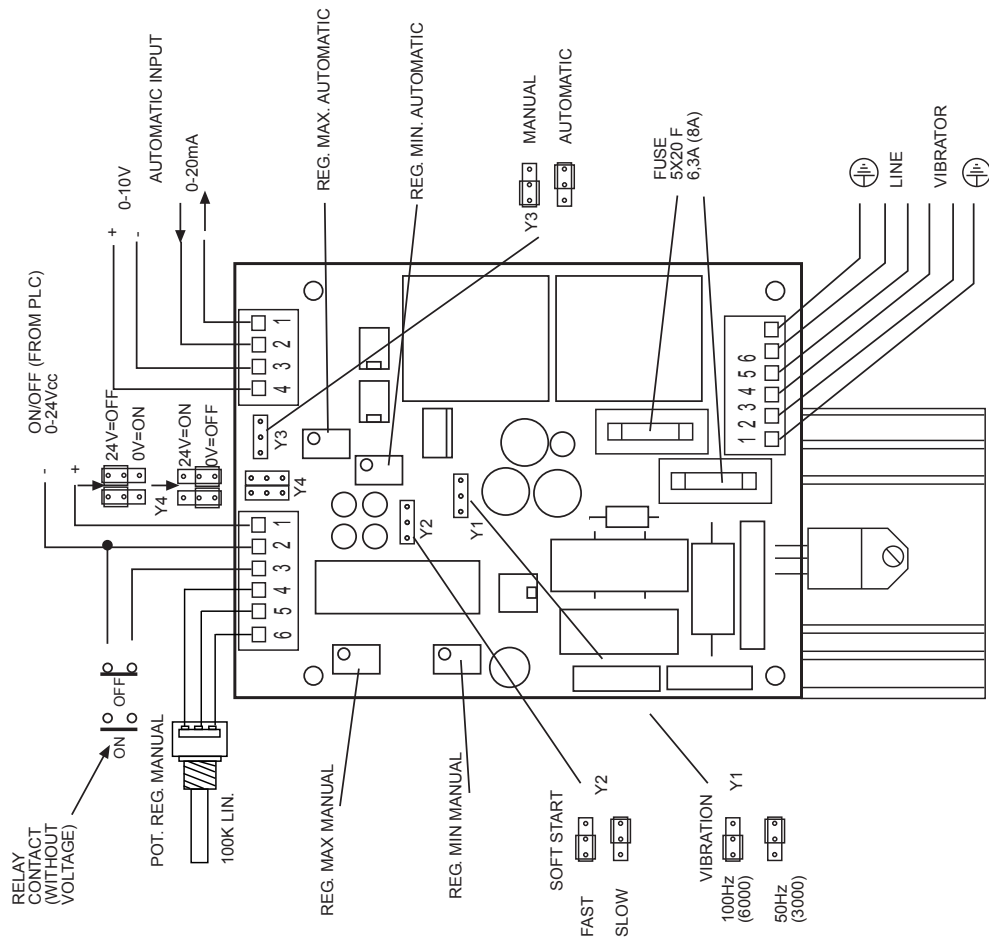 RELAY
CONTACT
(WITHOUT
VOLTAGE)
ON
OFF
POT. REG. MANUAL
100K LIN.
ON/OFF (FROM PLC)
0-24Vcc
-
+
24V=OFF
0V=ON
Y4
24V=ON
0V=OFF
+
0-10V
-
AUTOMATIC INPUT
0-20mA
6
5
4
3
2
1
4
3
2
1
Y4
Y3
REG. MAX. AUTOMATIC
REG. MIN. AUTOMATIC
Y3
MANUAL
AUTOMATIC
Y2
Y1
FUSE
5X20 F
6,3A (8A)
REG. MAX MANUAL
REG. MIN MANUAL
SOFT START
Y2
FAST
SLOW
VIBRATION
Y1
100Hz
(6000)
50Hz
(3000)
1 2 3 4 5 6
LINE
VIBRATOR